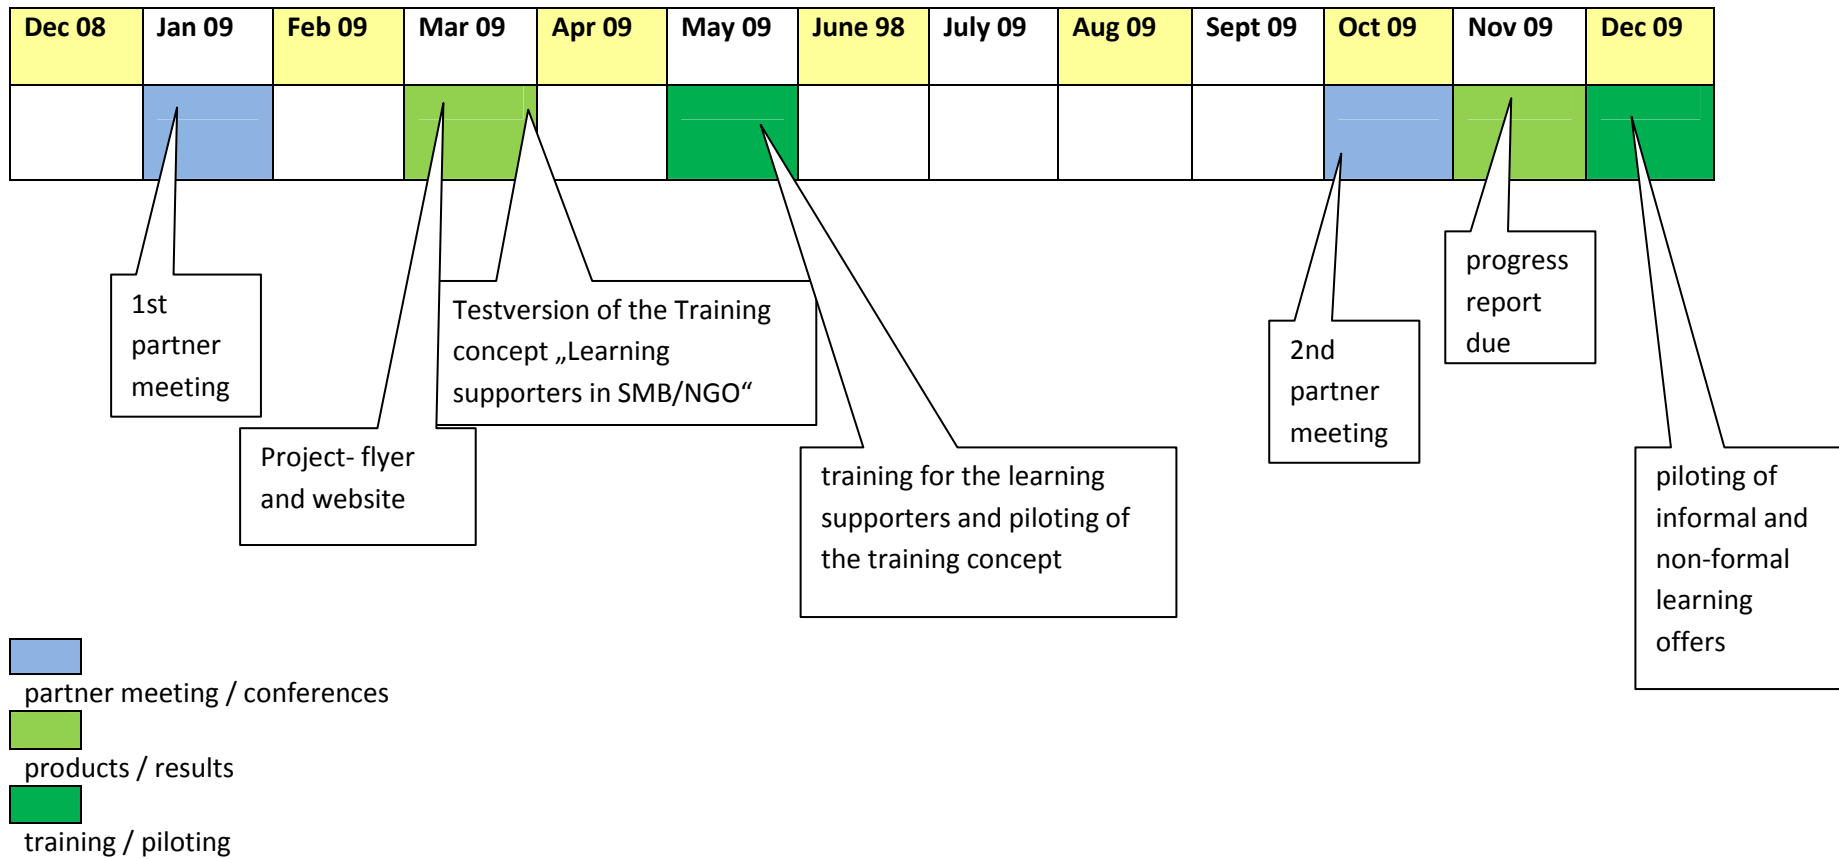 Dec 08 Jan 09 Feb 09 Mar 09 Apr 09 May 09 June 98 July 09 Aug 09 Sept 09 Oct 09 Nov 09 Dec 09
1st
partner
meeting
Project- flyer
and website
Testversion of the Training
concept „Learning
supporters in SMB/NGO“
training for the learning
supporters and piloting of
the training concept
2nd
partner
meeting
progress
report
due
piloting of
informal and
non-formal
learning
offers
partner meeting / conferences
products / results
training / piloting